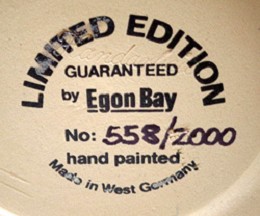 LIMITED EDITION
GUARANTEED
by Egon Bay
No: 558/2000
hand painted
Made in West Germany